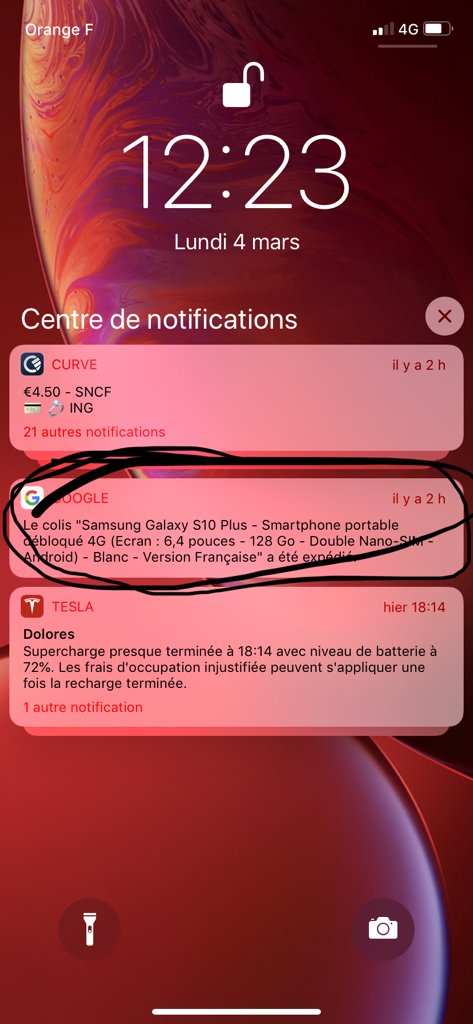 Orange F
4G
12:23
Lundi 4 mars
Centre de notifications
CURVE
il y a 2 h
€4.50 - SNCF
💳 💍 ING
21 autres notifications
GOOGLE
il y a 2 h
Le colis "Samsung Galaxy S10 Plus - Smartphone portable
débloqué 4G (Ecran : 6,4 pouces - 128 Go - Double Nano-SIM -
Android) - Blanc - Version Française" a été expédié.
TESLA
hier 18:14
Dolores
Supercharge presque terminée à 18:14 avec niveau de batterie à
72%. Les frais d'occupation injustifiée peuvent s'appliquer une
fois la recharge terminée.
1 autre notification